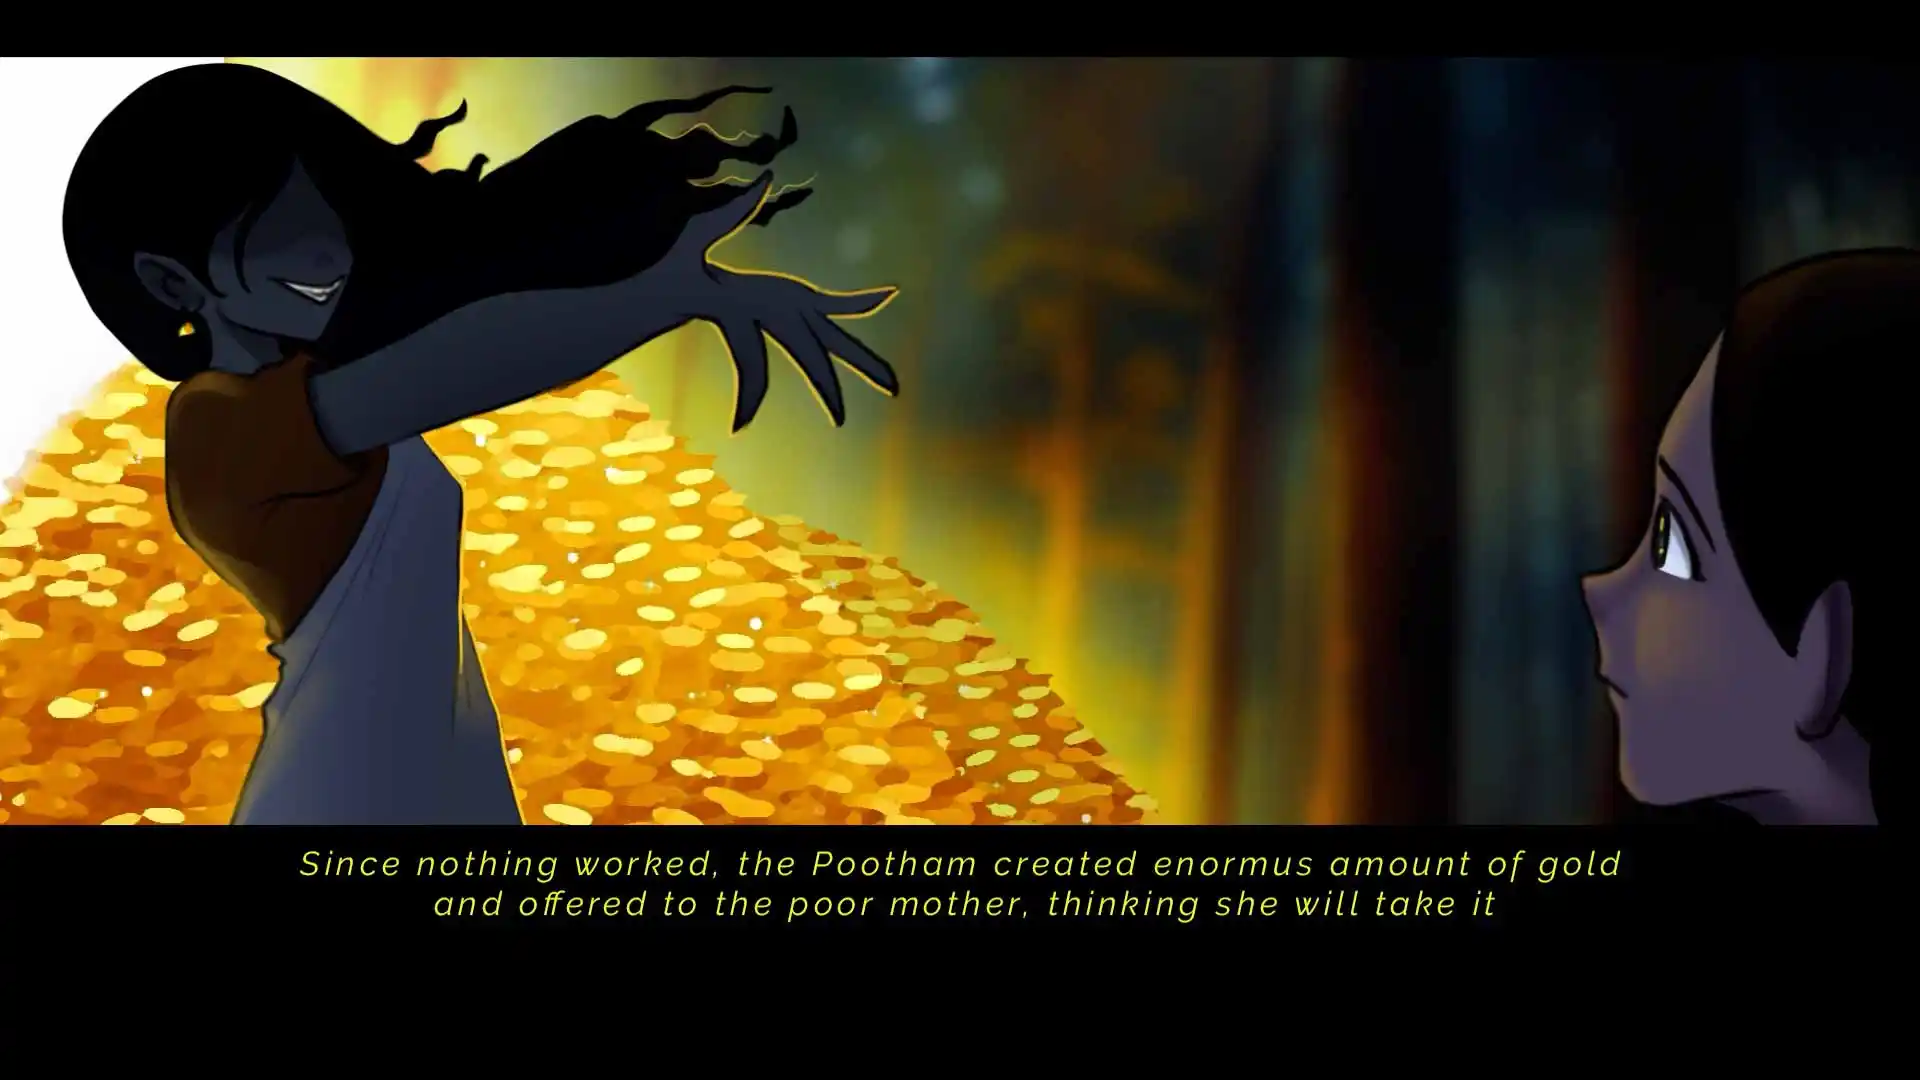 Since nothing worked, the Pootham created enormus amount of gold
and offered to the poor mother, thinking she will take it